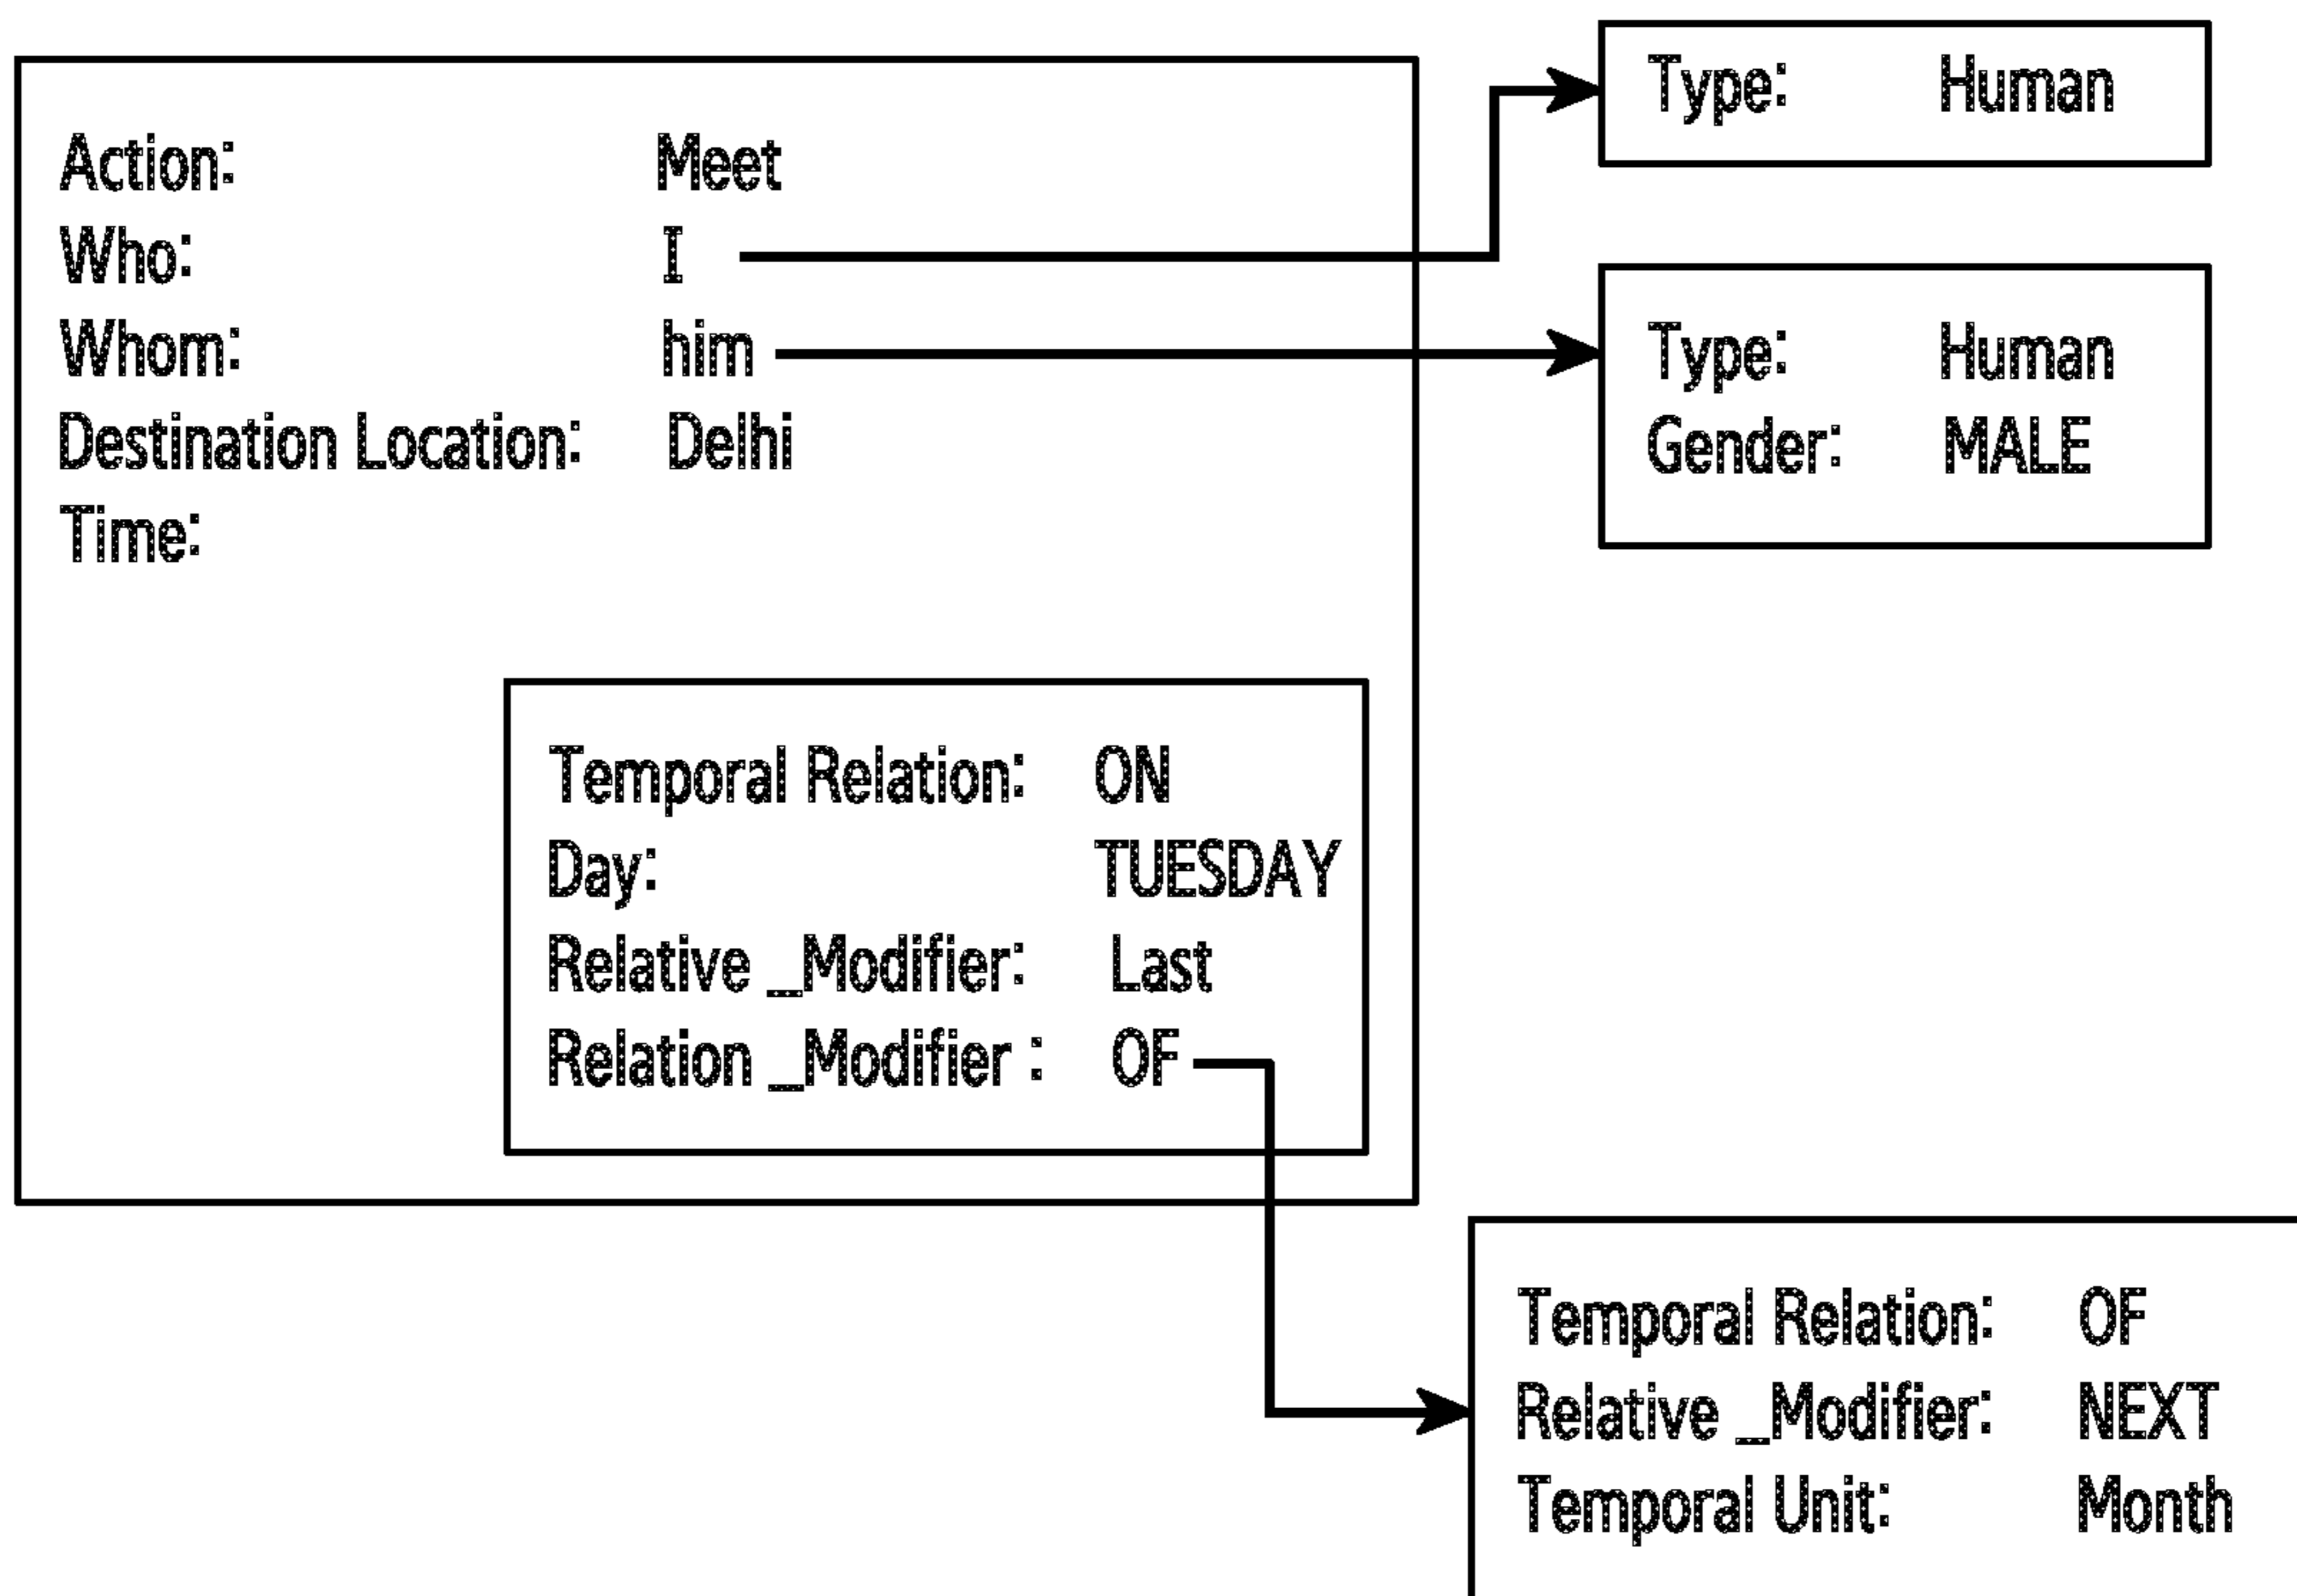 Action: Meet
Who: I
Whom: him
Destination Location: Delhi
Time:
Type: Human
Type: Human
Gender: MALE
Temporal Relation: ON
Day: TUESDAY
Relative _Modifier: Last
Relation _Modifier : OF
Temporal Relation: OF
Relative _Modifier: NEXT
Temporal Unit: Month